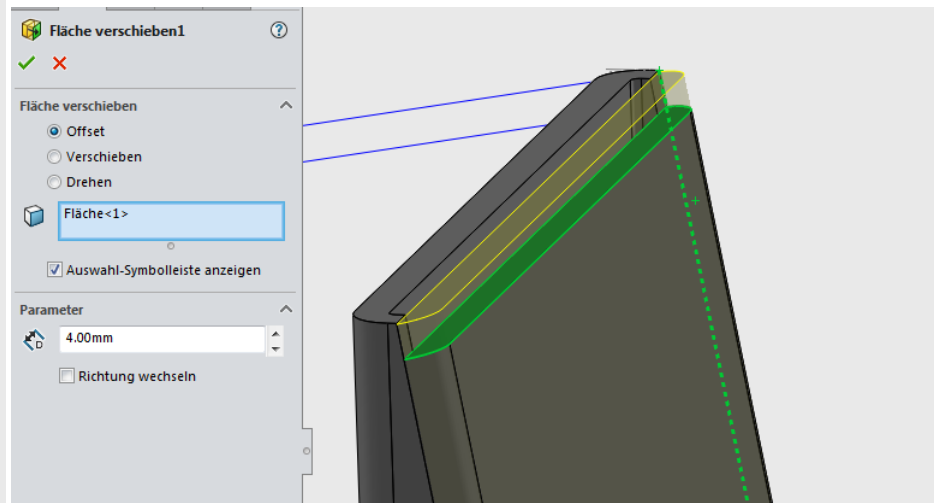 Fläche verschieben1
Fläche verschieben
Offset
Verschieben
Drehen
Fläche<1>
Auswahl-Symbolleiste anzeigen
Parameter
4.00mm
Richtung wechseln